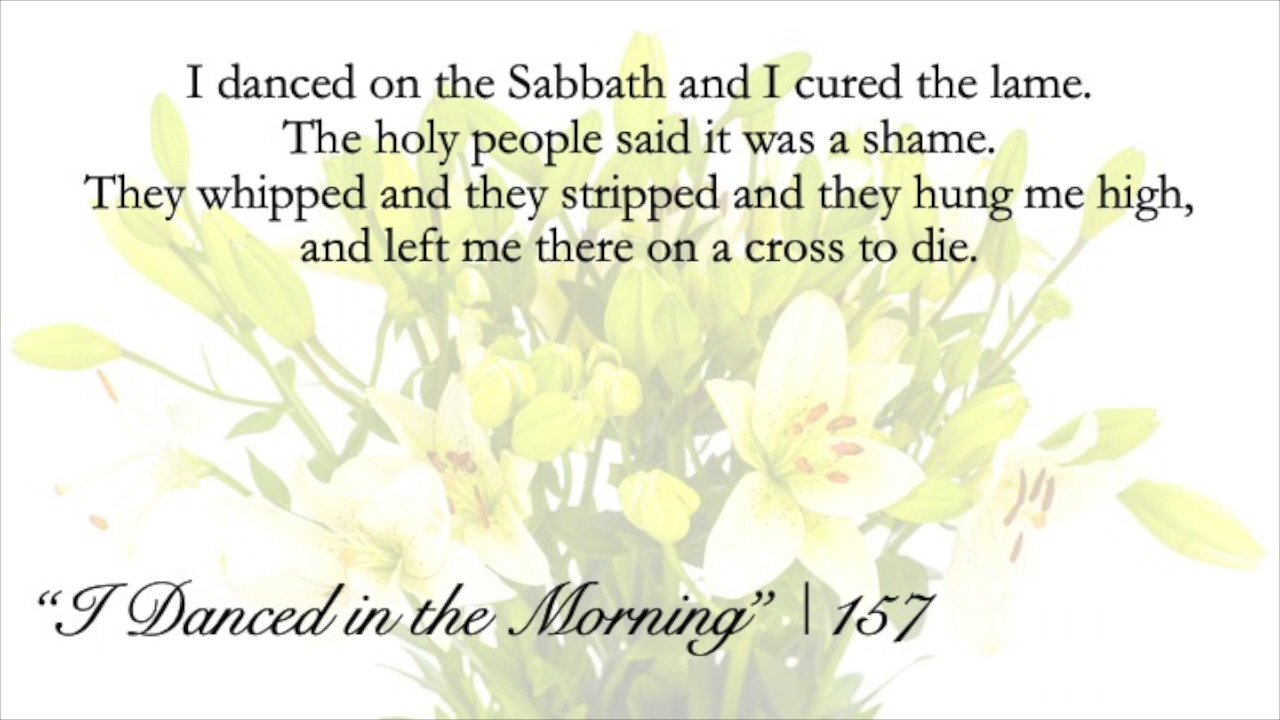 I danced on the Sabbath and I cured the lame.
The holy people said it was a shame.
They whipped and they stripped and they hung me high,
and left me there on a cross to die.
“I Danced in the Morning” | 157